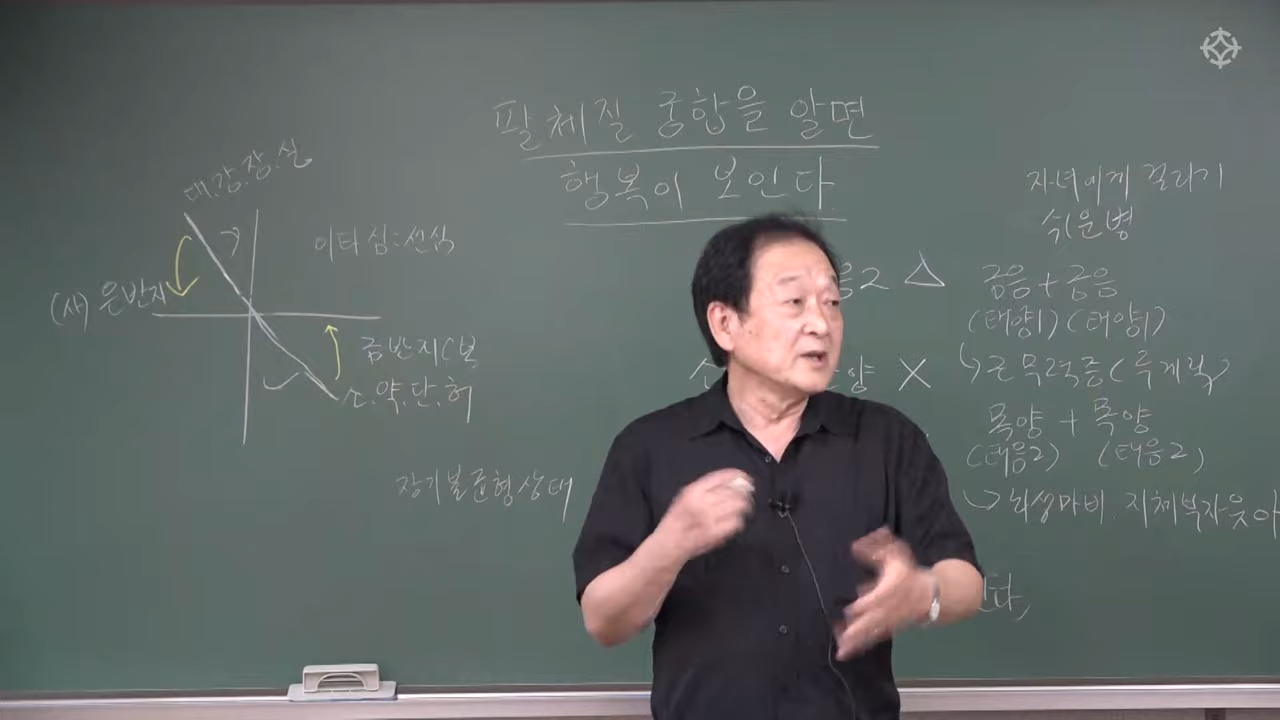 팔체질 궁합을 알면
행복이 보인다.
대.강.장.실
이타심:선심
(사) 은반지
금반지(보
소.약.단.허
장기불균형상태
음2 △
양 X
자녀에게 걸리기
쉬운병
금음+금음
(태양1) (태양1)
근무력증(루게릭)
목양 + 목양
(태음2) (태음2)
뇌성마비 지체부자유아